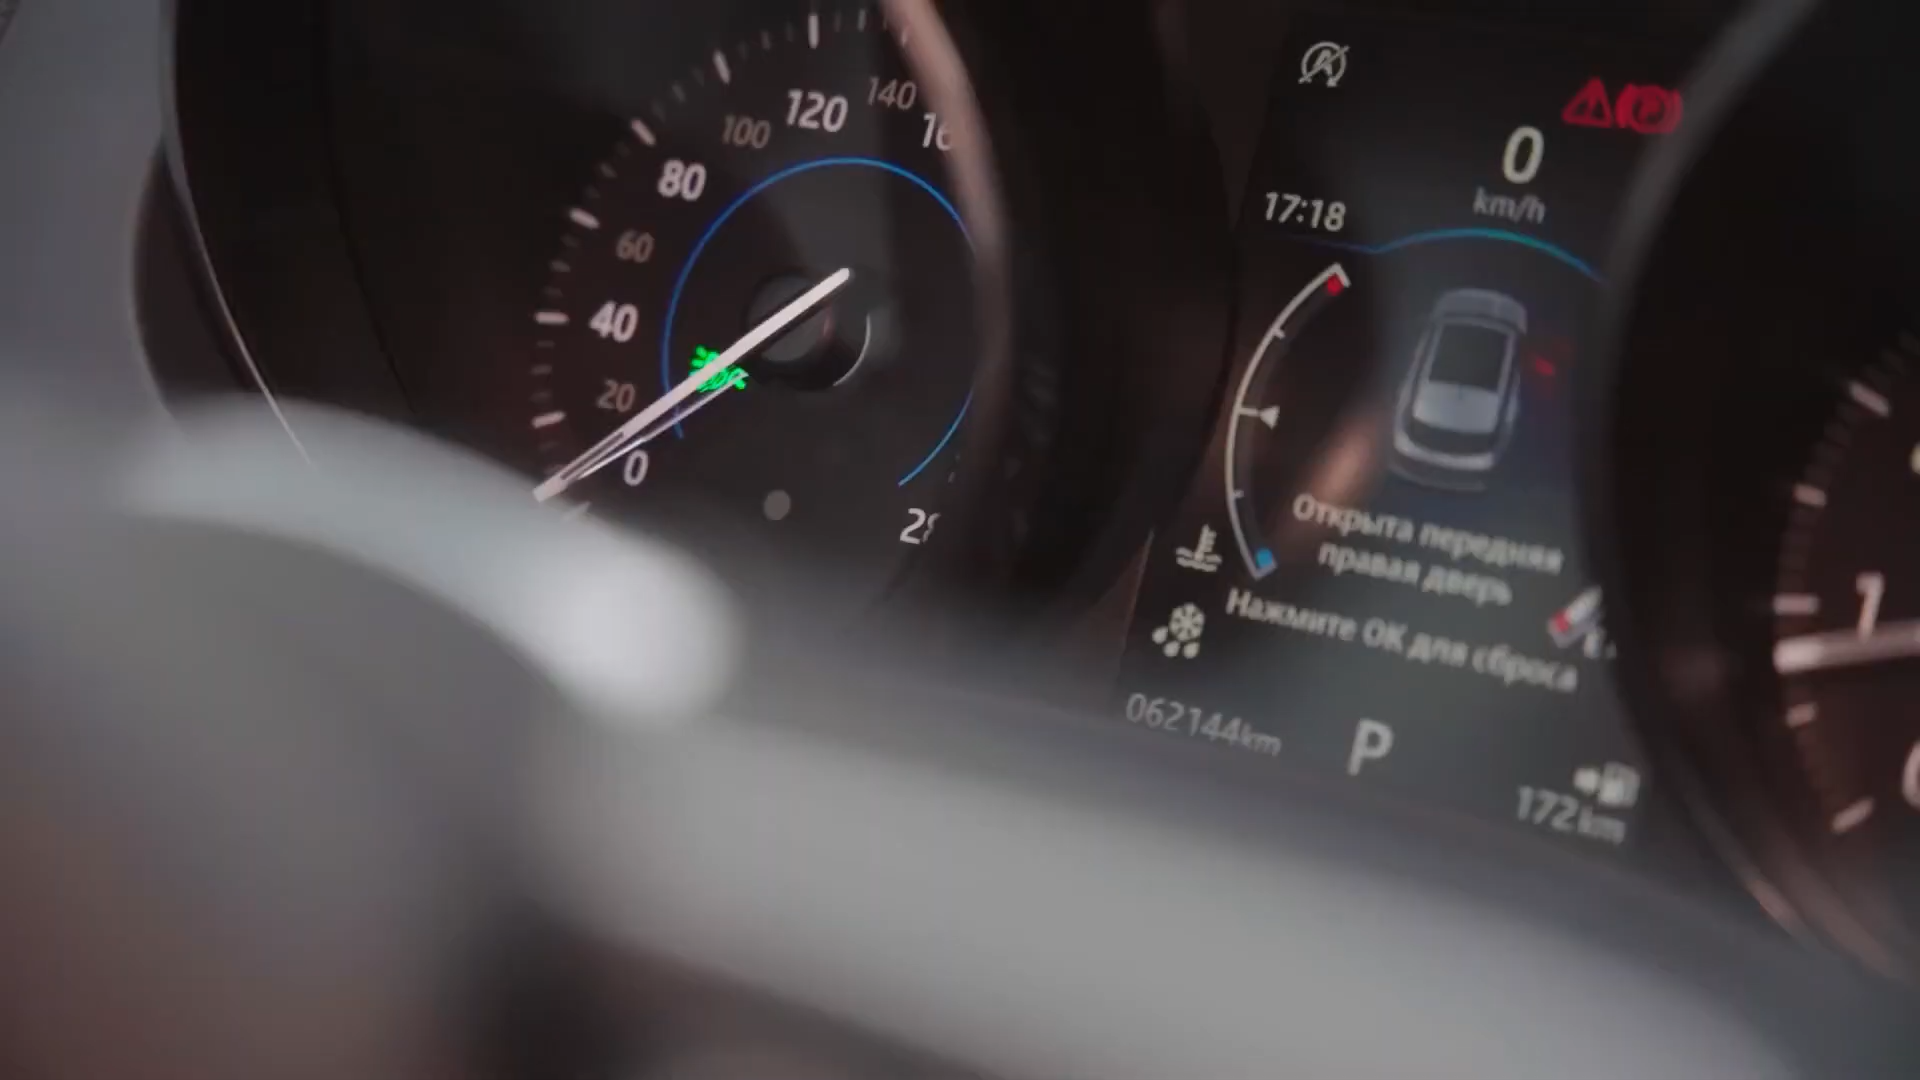 120
140
100
80
60
40
20
0
0
km/h
17:18
Открыта передняя
правая дверь
Нажмите ОК для сброса
062144km
P
172km
1